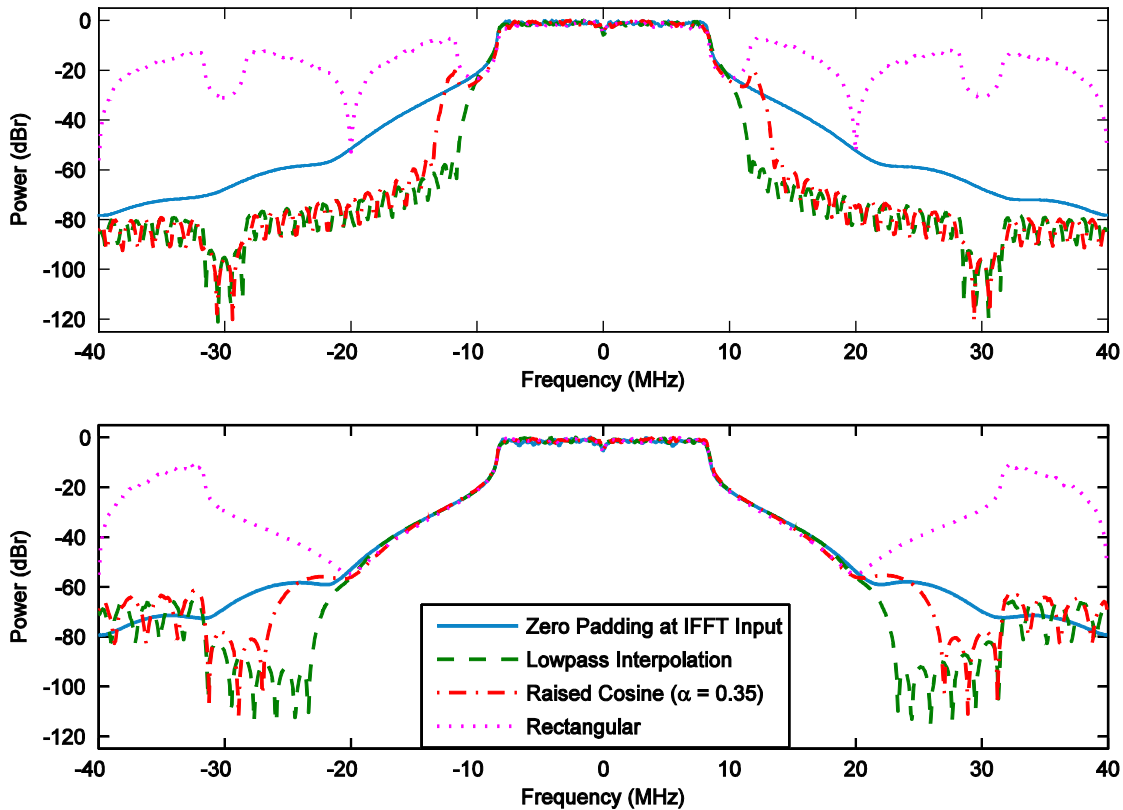 0
-20
-40
-60
-80
-100
-120
Power (dBr)
-40 -30 -20 -10 0 10 20 30 40
Frequency (MHz)
0
-20
-40
-60
-80
-100
-120
Power (dBr)
Zero Padding at IFFT Input
Lowpass Interpolation
Raised Cosine (α = 0.35)
Rectangular
-40 -30 -20 -10 0 10 20 30 40
Frequency (MHz)